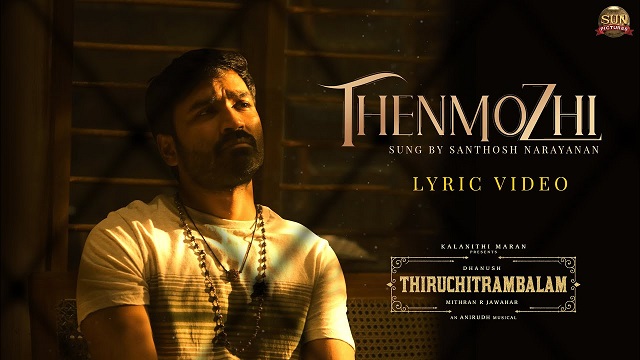 SUN
PICTURES
THENMOZHI
SUNG BY SANTHOSH NARAYANAN
LYRIC VIDEO
KALANITHI MARAN
PRESENTS
DHANUSH
THIRUCHITRAMBALAM
MITHRAN R JAWAHAR
AN ANIRUDH MUSICAL